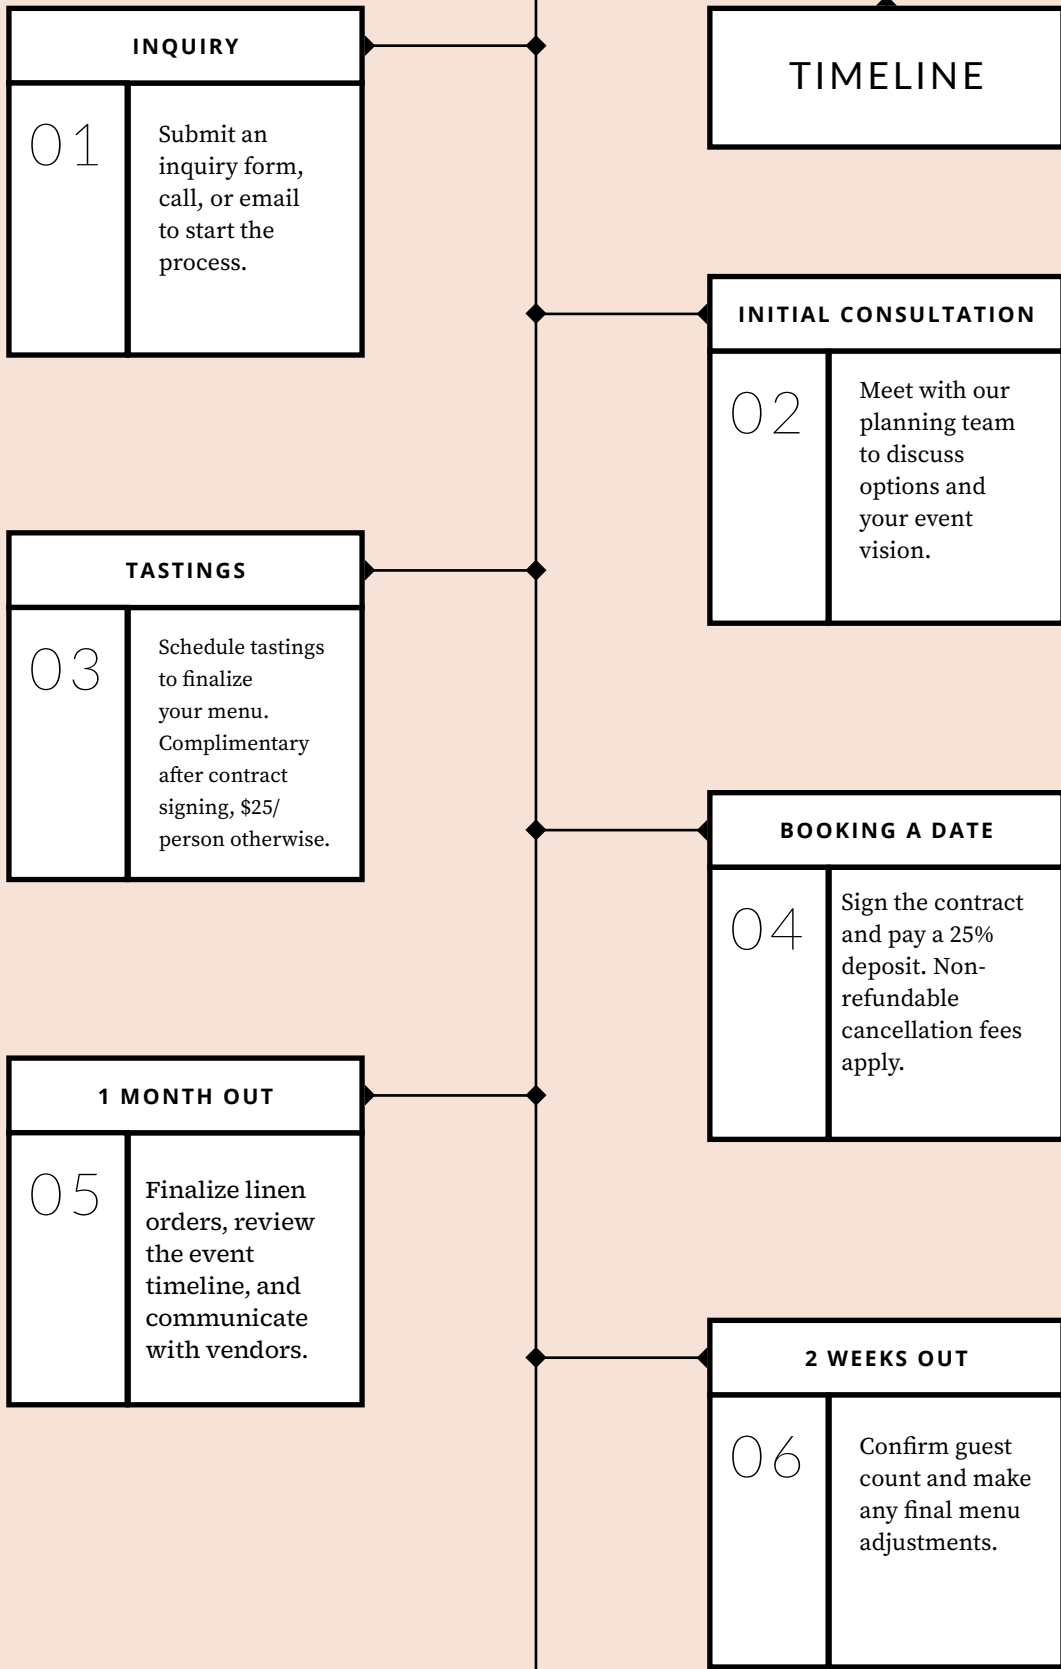 TIMELINE
INQUIRY
01
Submit an
inquiry form,
call, or email
to start the
process.
INITIAL CONSULTATION
02
Meet with our
planning team
to discuss
options and
your event
vision.
TASTINGS
03
Schedule tastings
to finalize
your menu.
Complimentary
after contract
signing, $25/
person otherwise.
BOOKING A DATE
04
Sign the contract
and pay a 25%
deposit. Non-
refundable
cancellation fees
apply.
1 MONTH OUT
05
Finalize linen
orders, review
the event
timeline, and
communicate
with vendors.
2 WEEKS OUT
06
Confirm guest
count and make
any final menu
adjustments.